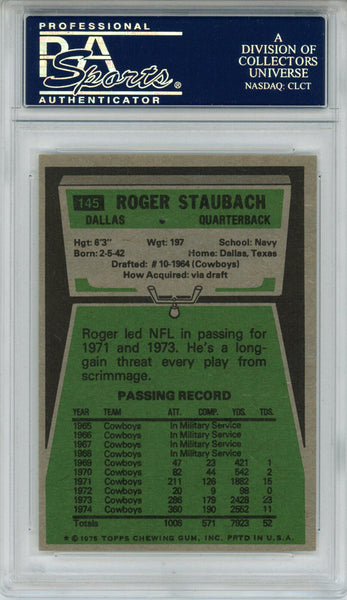 PROFESSIONAL
PSA
Sports®
AUTHENTICATOR
A
DIVISION OF
COLLECTORS
UNIVERSE
NASDAQ: CLCT
145 ROGER STAUBACH
DALLAS QUARTERBACK
Hgt: 6'3" Wgt: 197 School: Navy
Born: 2-5-42 Home: Dallas, Texas
Drafted: #10-1964 (Cowboys)
How Acquired: via draft
Roger led NFL in passing for
1971 and 1973. He's a long-
gain threat every play from
scrimmage.
PASSING RECORD
YEAR TEAM ATT. COMP. YDS. TDS
1965 Cowboys In Military Service
1966 Cowboys In Military Service
1967 Cowboys In Military Service
1968 Cowboys In Military Service
1969 Cowboys 47 23 421 1
1970 Cowboys 82 44 542 2
1971 Cowboys 211 126 1882 15
1972 Cowboys 20 9 98 0
1973 Cowboys 286 179 2428 23
1974 Cowboys 360 190 2552 11
Totals 1006 571 7923 52
* © 1975 TOPPS CHEWING GUM, INC. PRTD IN U.S.A.